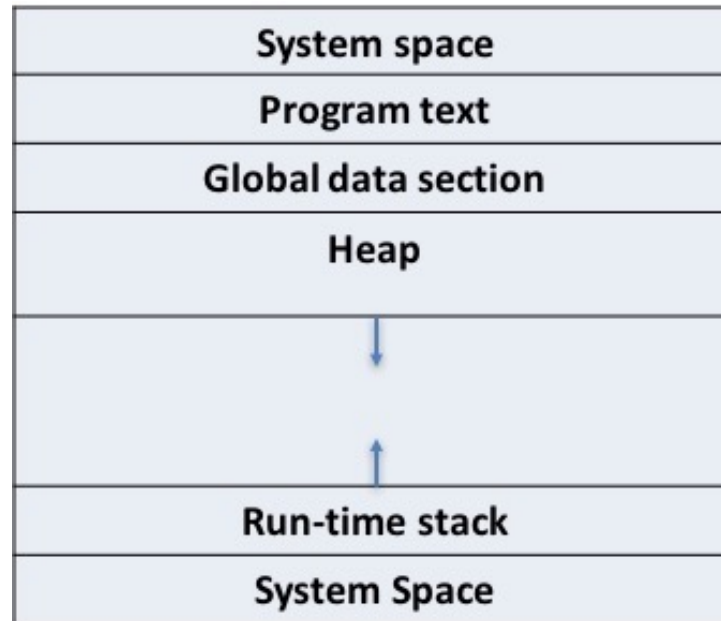 System space
Program text
Global data section
Heap
Run-time stack
System Space